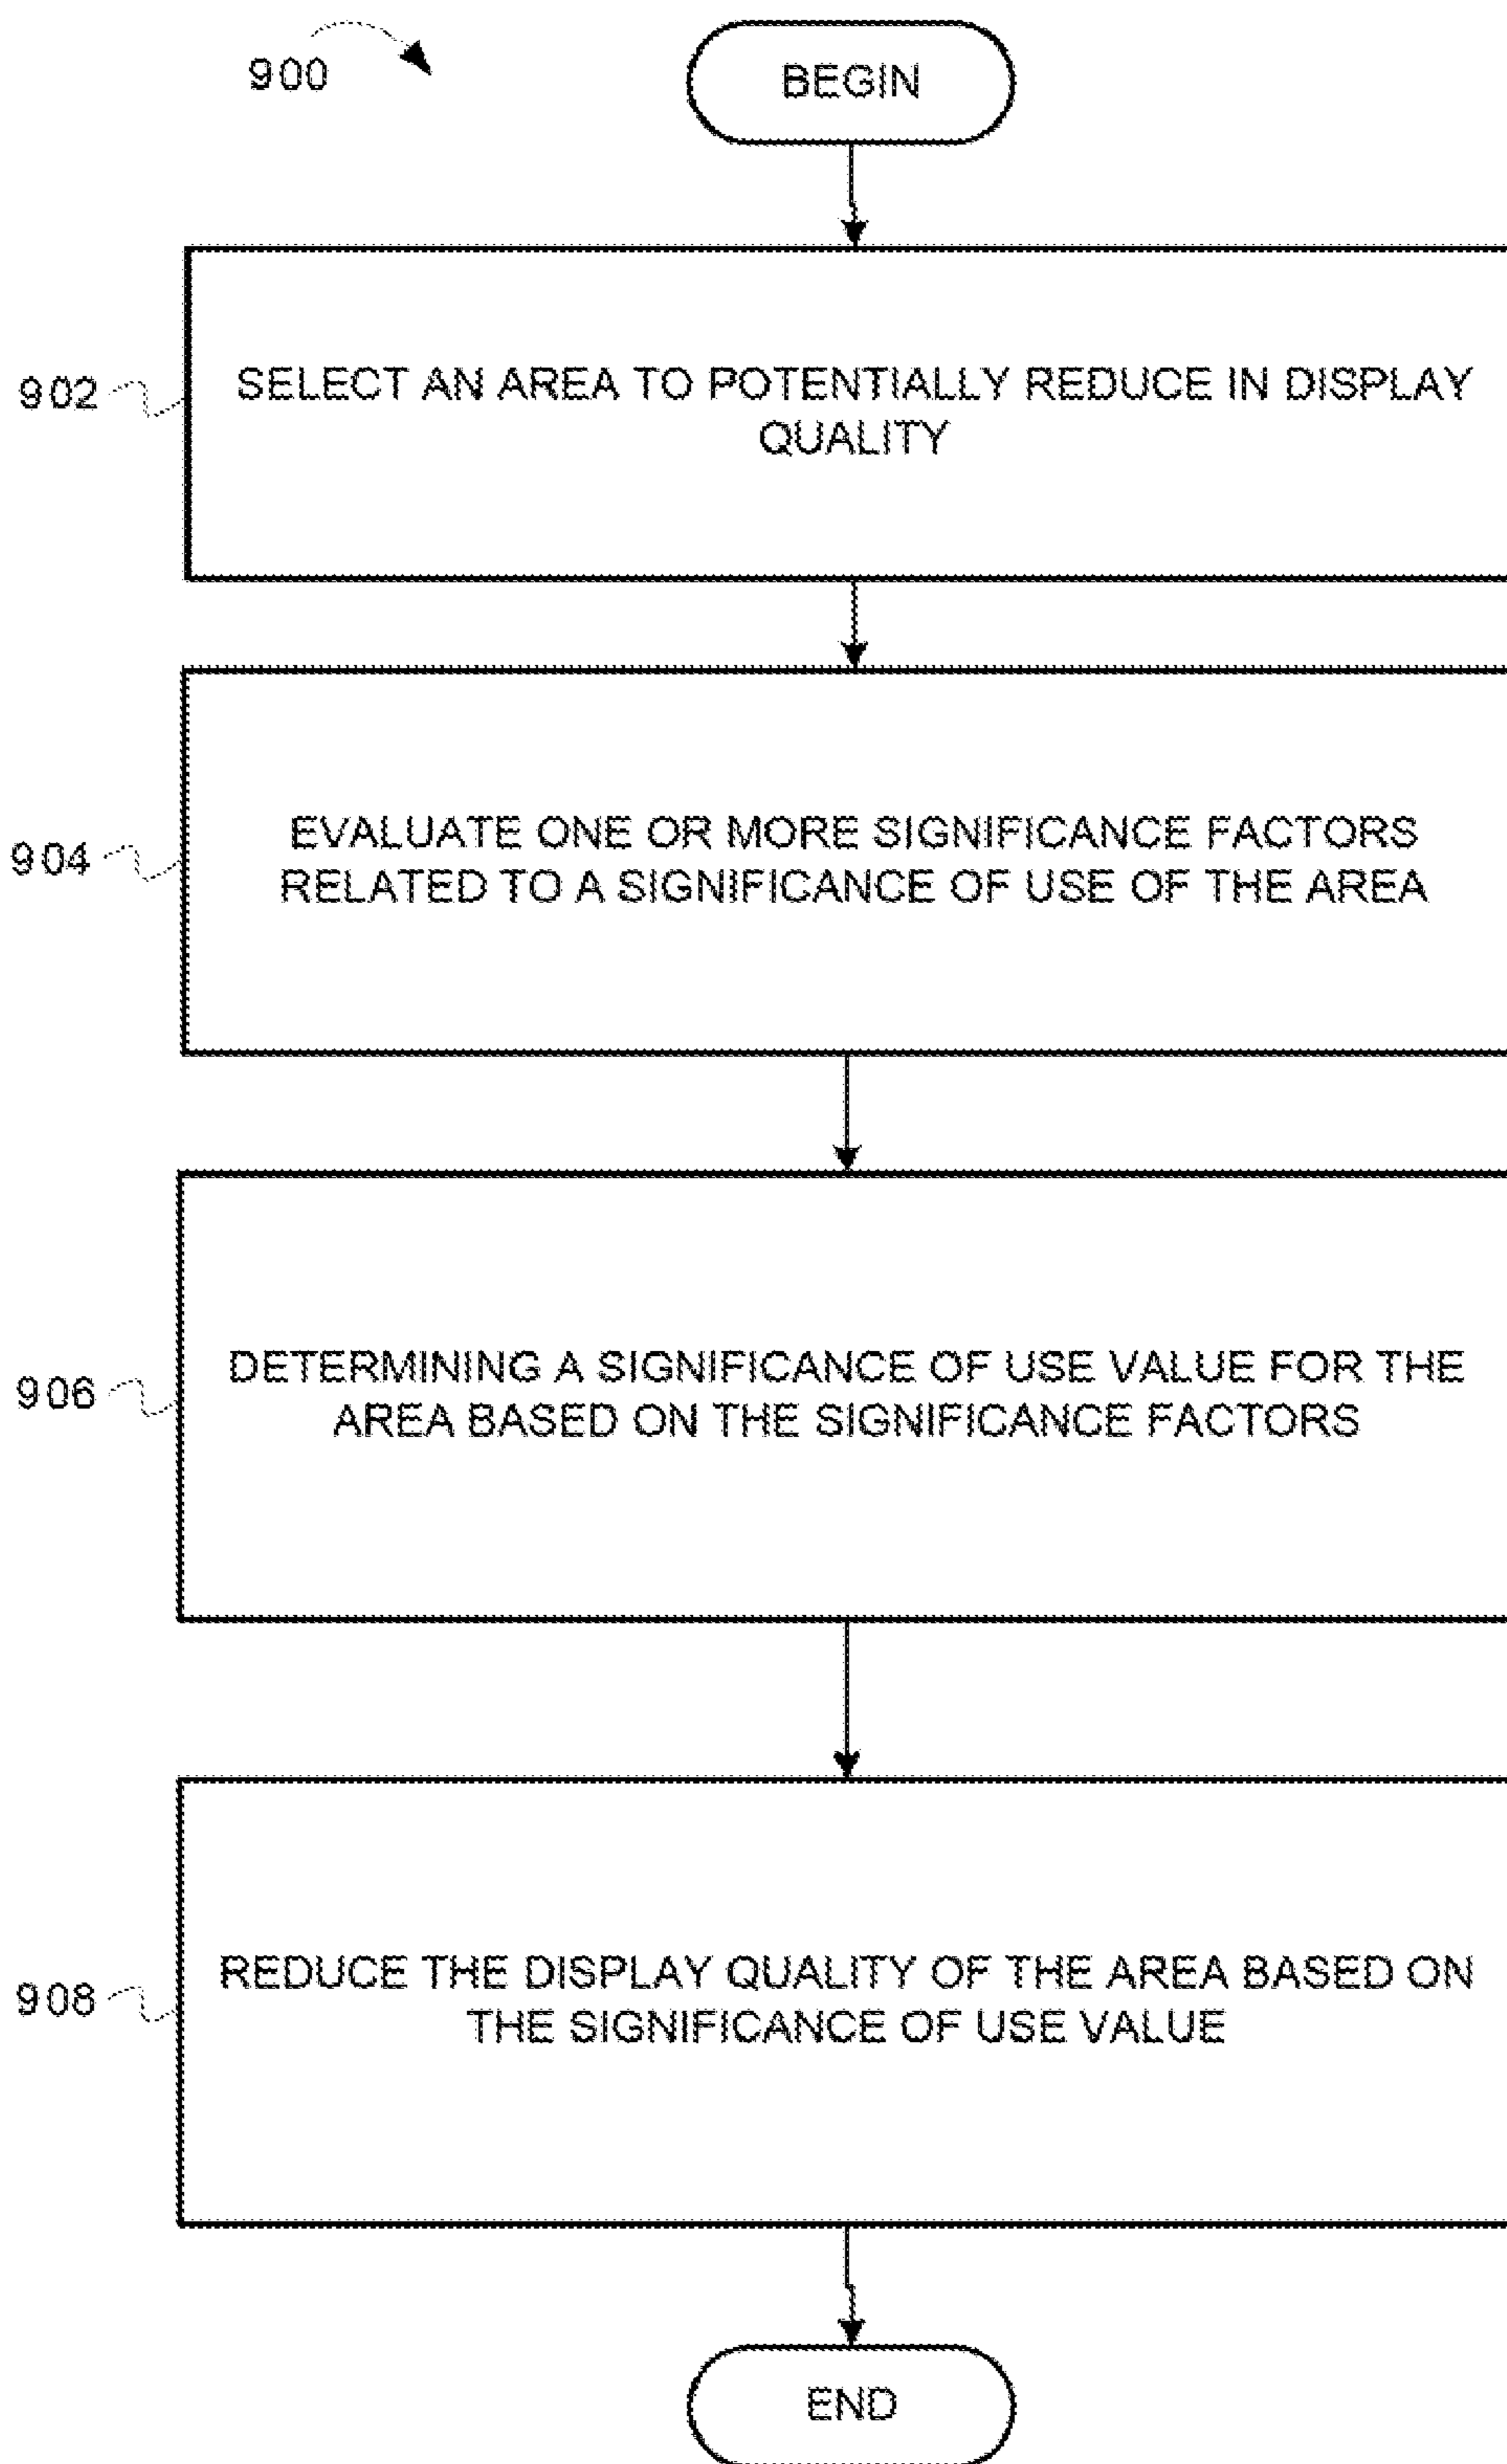 900
BEGIN
902
SELECT AN AREA TO POTENTIALLY REDUCE IN DISPLAY
QUALITY
904
EVALUATE ONE OR MORE SIGNIFICANCE FACTORS
RELATED TO A SIGNIFICANCE OF USE OF THE AREA
906
DETERMINING A SIGNIFICANCE OF USE VALUE FOR THE
AREA BASED ON THE SIGNIFICANCE FACTORS
908
REDUCE THE DISPLAY QUALITY OF THE AREA BASED ON
THE SIGNIFICANCE OF USE VALUE
END